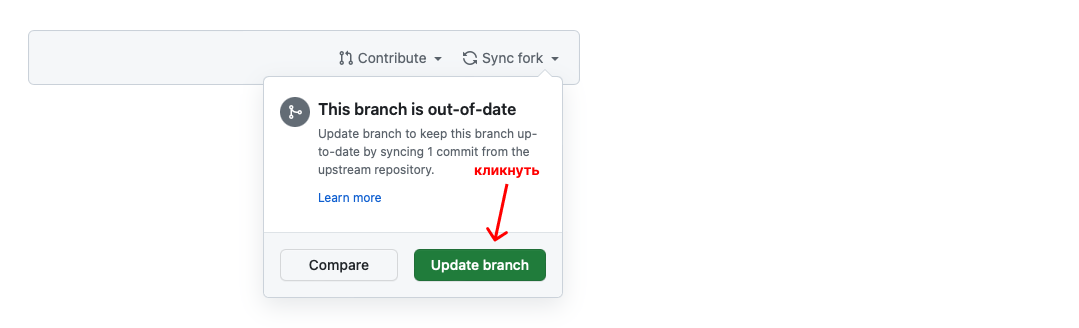 Contribute
Sync fork
This branch is out-of-date
Update branch to keep this branch up-
to-date by syncing 1 commit from the
upstream repository.
кликнуть
Learn more
Compare
Update branch